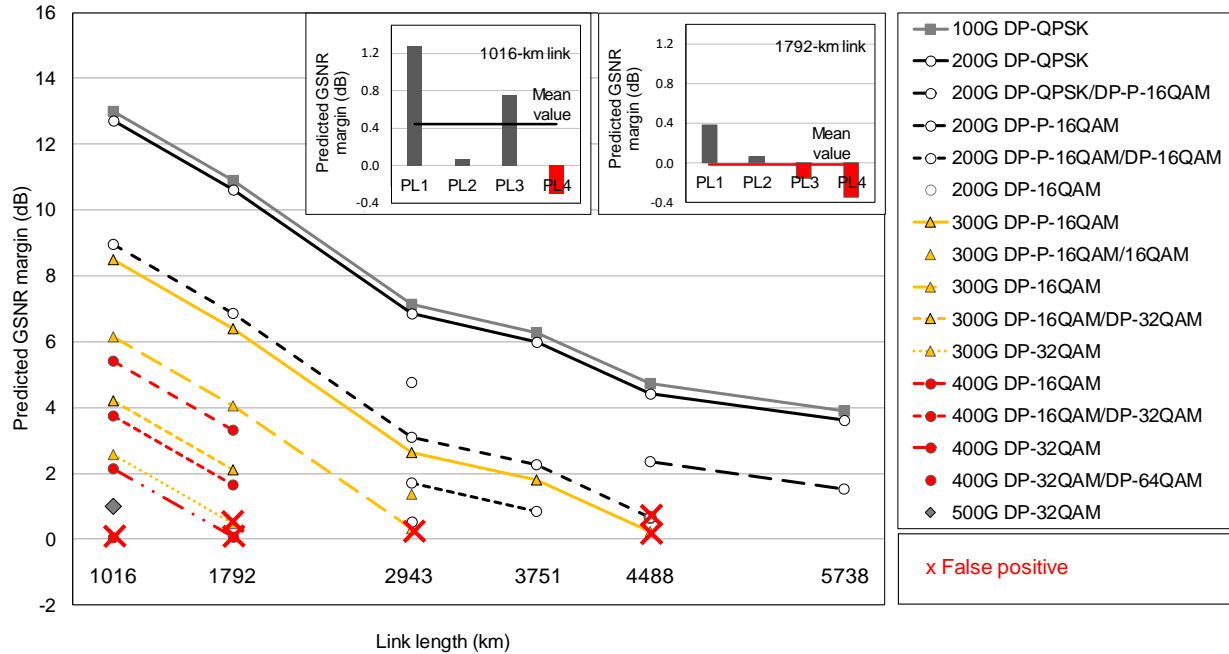 16
14
12
10
8
6
4
2
0
-2
Predicted GSNR margin (dB)
1016
1792
2943
3751
4488
5738
Link length (km)
Predicted GSNR
margin (dB)
1.2
0.8
0.4
0.0
-0.4
1016-km link
Mean
value
PL1
PL2
PL3
PL4
Predicted GSNR
margin (dB)
1.2
0.8
0.4
0.0
-0.4
1792-km link
Mean
value
PL1
PL2
PL3
PL4
100G DP-QPSK
200G DP-QPSK
200G DP-QPSK/DP-P-16QAM
200G DP-P-16QAM
200G DP-P-16QAM/DP-16QAM
200G DP-16QAM
300G DP-P-16QAM
300G DP-P-16QAM/16QAM
300G DP-16QAM
300G DP-16QAM/DP-32QAM
300G DP-32QAM
400G DP-16QAM
400G DP-16QAM/DP-32QAM
400G DP-32QAM
400G DP-32QAM/DP-64QAM
500G DP-32QAM
x False positive